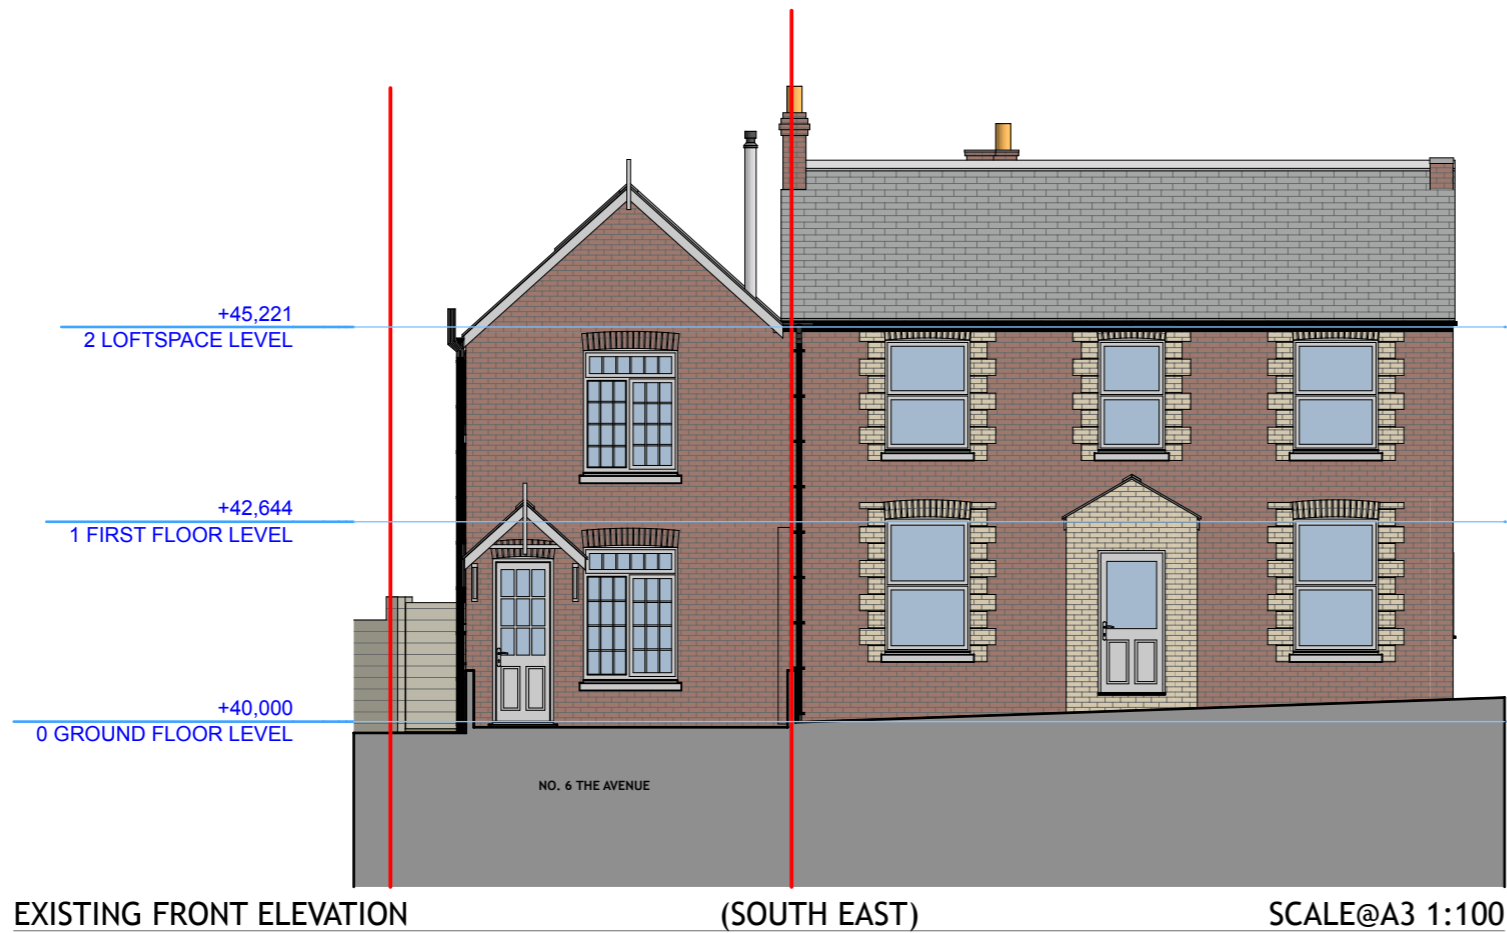 +45,221
2 LOFTSPACE LEVEL
+42,644
1 FIRST FLOOR LEVEL
+40,000
0 GROUND FLOOR LEVEL
NO. 6 THE AVENUE
EXISTING FRONT ELEVATION (SOUTH EAST) SCALE@A3 1:100